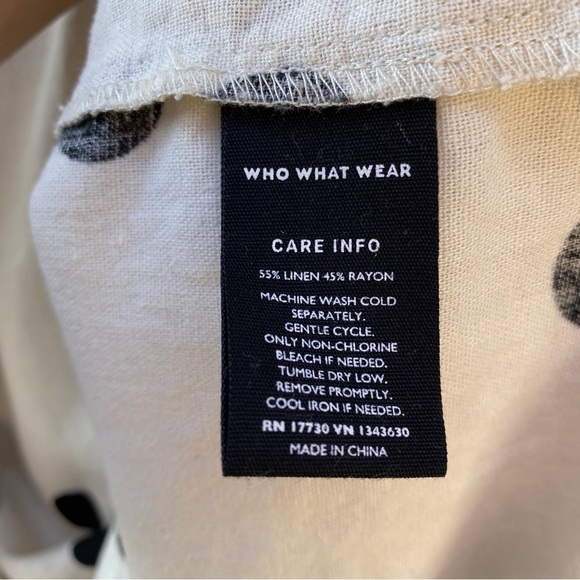 WHO WHAT WEAR
CARE INFO
55% LINEN 45% RAYON
MACHINE WASH COLD
SEPARATELY.
GENTLE CYCLE.
ONLY NON-CHLORINE
BLEACH IF NEEDED.
TUMBLE DRY LOW.
REMOVE PROMPTLY.
COOL IRON IF NEEDED.
RN 17730 VN 1343630
MADE IN CHINA